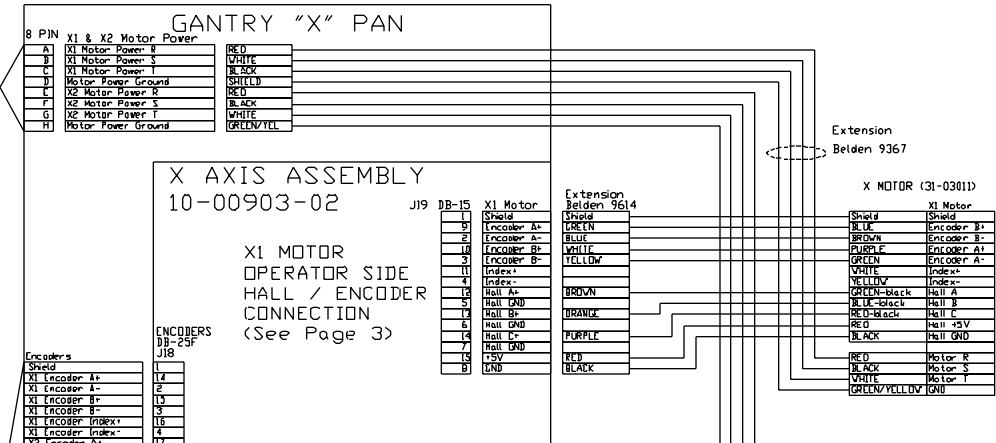 GANTRY "X" PAN
8 PIN X1 & X2 Motor Power
A X1 Motor Power R RED
B X1 Motor Power S WHITE
C X1 Motor Power T BLACK
D Motor Power Ground SHIELD
E X2 Motor Power R RED
F X2 Motor Power S BLACK
G X2 Motor Power T WHITE
H Motor Power Ground GREEN/YEL
Extension
Belden 9367
X AXIS ASSEMBLY
10-00903-02
X1 MOTOR
OPERATOR SIDE
HALL / ENCODER
CONNECTION
(See Page 3)
Extension
J19 DB-15 X1 Motor Belden 9614
1 Shield Shield
9 Encoder A+ GREEN
2 Encoder A- BLUE
10 Encoder B+ WHITE
3 Encoder B- YELLOW
11 Index+
4 Index-
12 Hall A+ BROWN
5 Hall GND
13 Hall B+ ORANGE
6 Hall GND
14 Hall C+ PURPLE
7 Hall GND
15 +5V RED
8 GND BLACK
X MOTOR (31-03011)
X1 Motor
Shield Shield
BLUE Encoder B+
BROWN Encoder B-
PURPLE Encoder A+
GREEN Encoder A-
WHITE Index+
YELLOW Index-
GREEN-black Hall A
BLUE-black Hall B
RED-black Hall C
RED Hall +5V
BLACK Hall GND
RED Motor R
BLACK Motor S
WHITE Motor T
GREEN/YELLOW GND
ENCODERS
DB-25F
Encoders J18
Shield 1
X1 Encoder A+ 14
X1 Encoder A- 2
X1 Encoder B+ 15
X1 Encoder B- 3
X1 Encoder Index+ 16
X1 Encoder Index- 4
X2 Encoder A+ 17